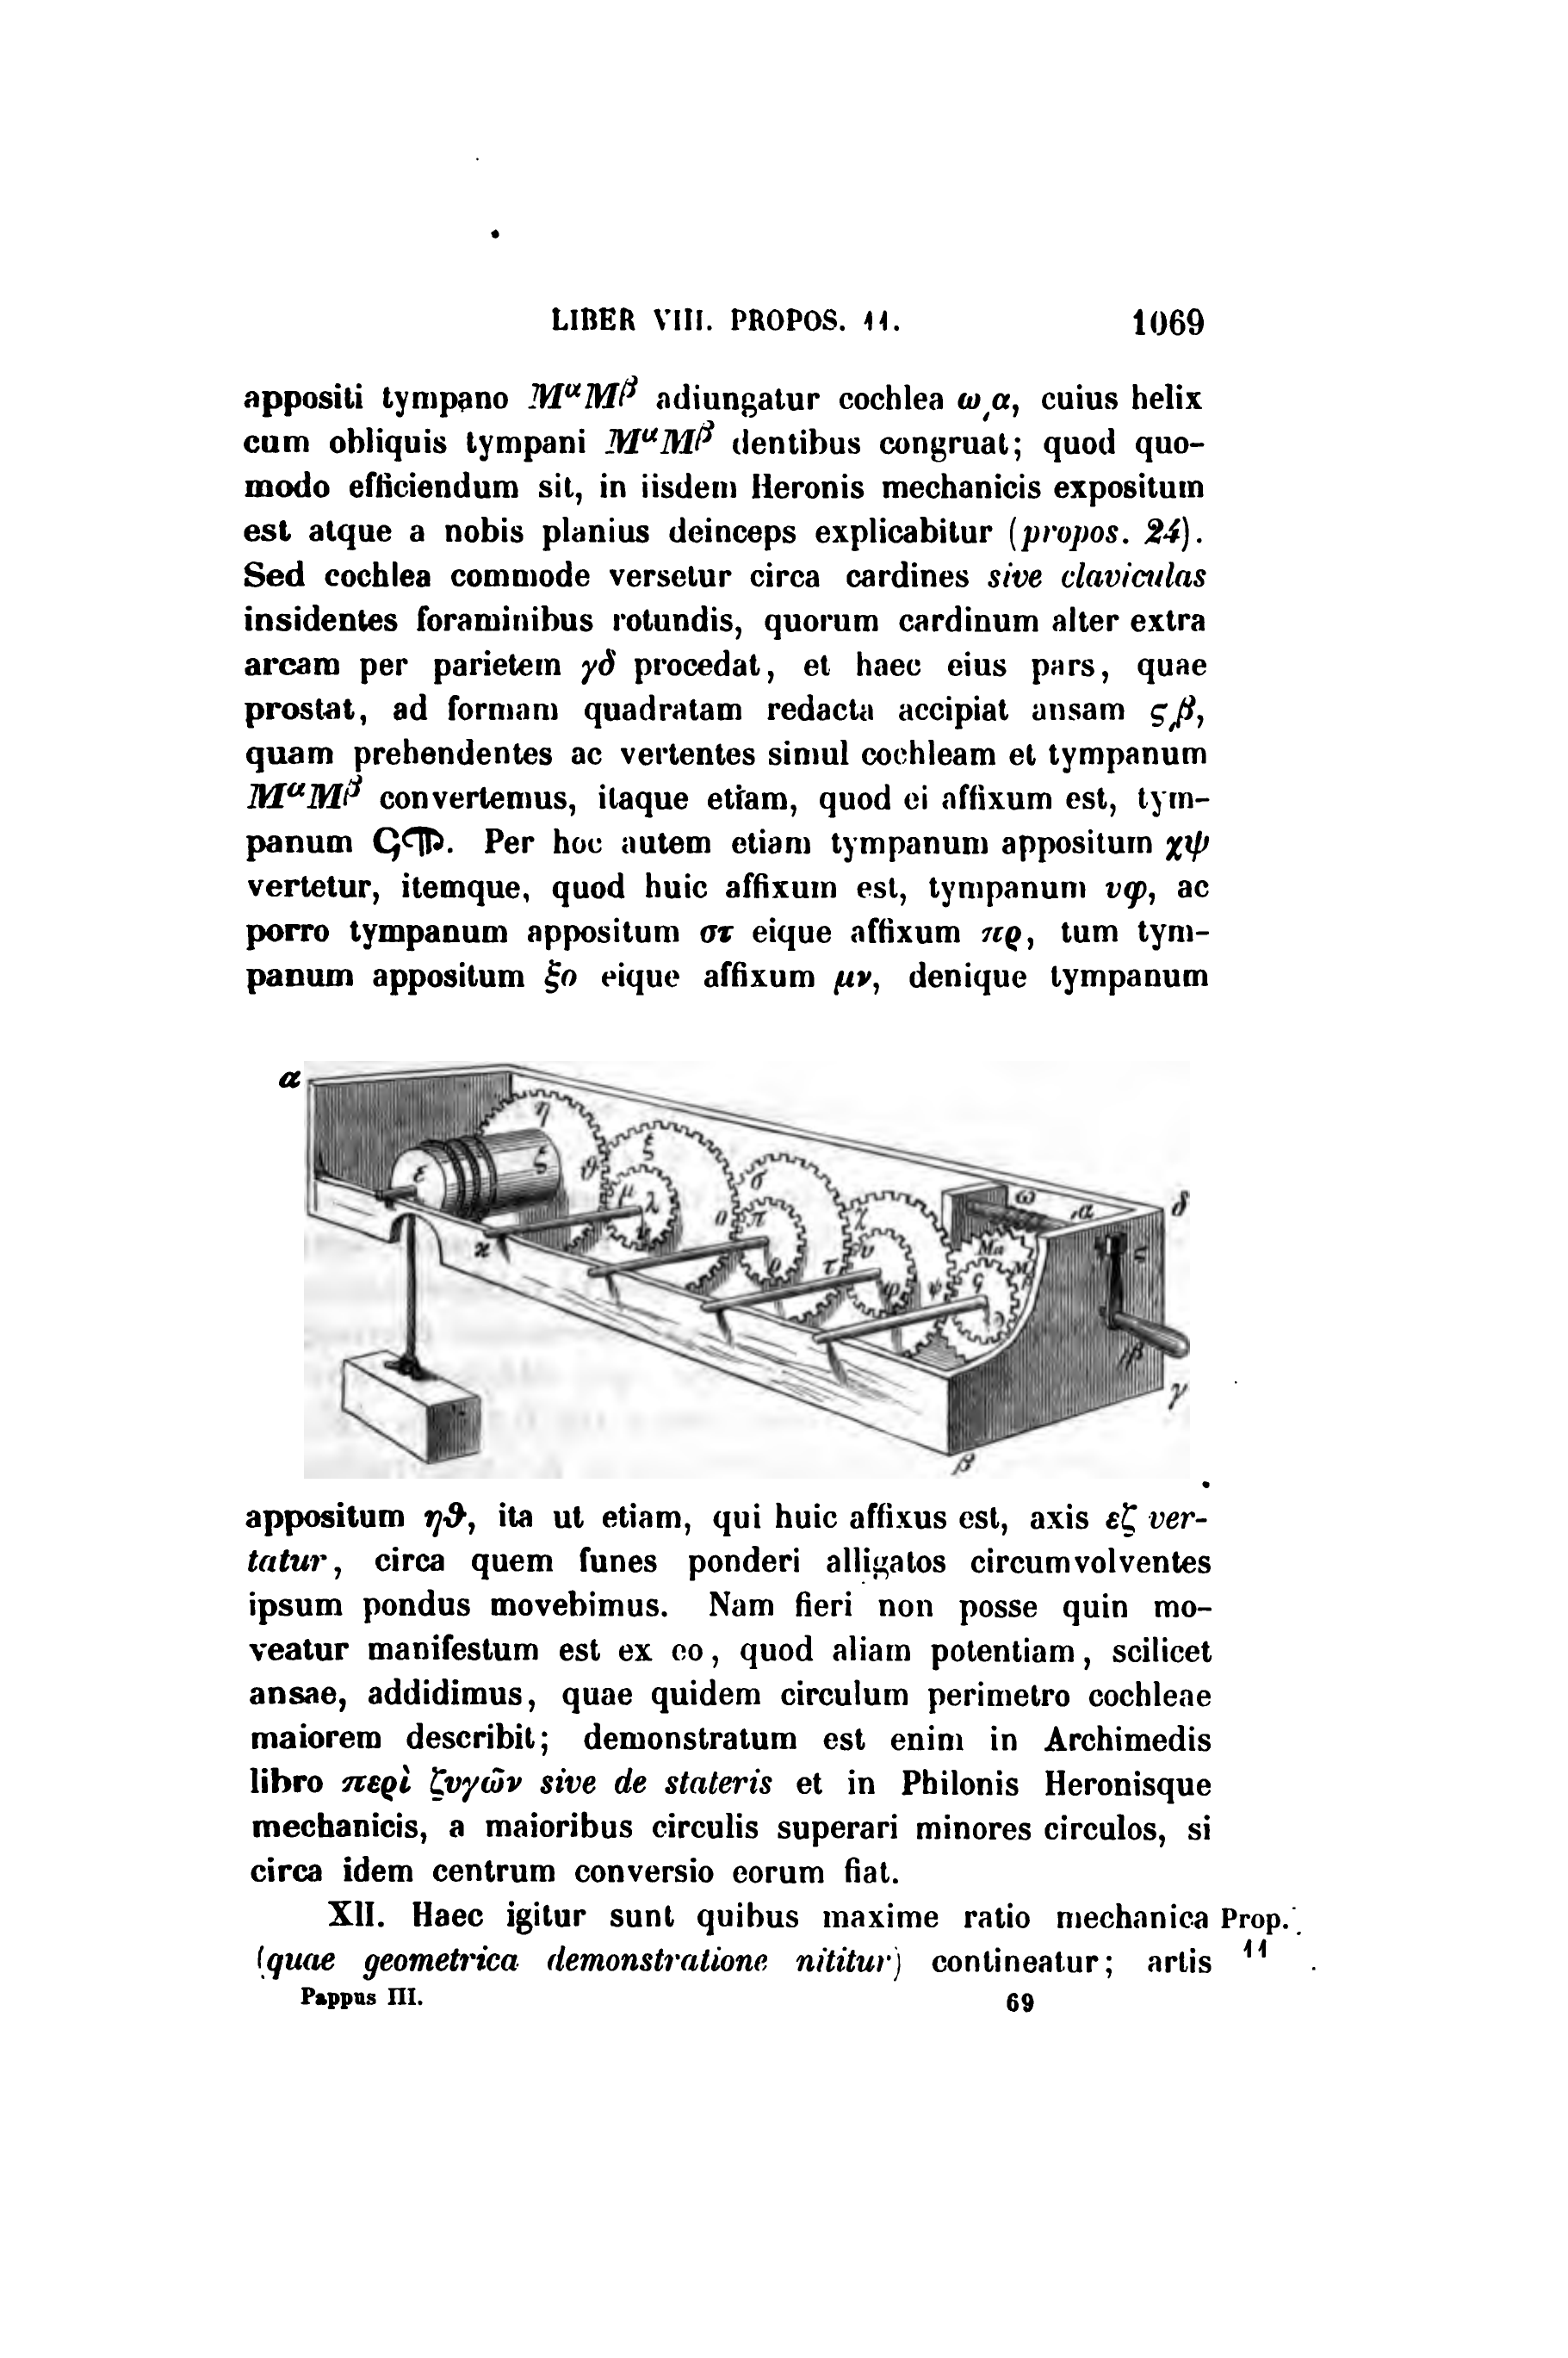 LIBER VIII. PROPOS. 11. 1069
appositi tympano MᵅMᵝ adiungatur cochlea ω͵α, cuius helix
cum obliquis tympani MᵅMᵝ dentibus congruat; quod quo-
modo efficiendum sit, in iisdem Heronis mechanicis expositum
est atque a nobis planius deinceps explicabitur (propos. 24).
Sed cochlea commode versetur circa cardines sive claviculas
insidentes foraminibus rotundis, quorum cardinum alter extra
arcam per parietem γδ procedat, et haec eius pars, quae
prostat, ad formam quadratam redacta accipiat ansam ς͵β,
quam prehendentes ac vertentes simul cochleam et tympanum
MᵅMᵝ convertemus, itaque etiam, quod ei affixum est, tym-
panum ϚϠ. Per hoc autem etiam tympanum appositum χψ
vertetur, itemque, quod huic affixum est, tympanum υφ, ac
porro tympanum appositum στ eique affixum πρ, tum tym-
panum appositum ξο eique affixum μν, denique tympanum
α
η
ε
ζ
ϑ
ξ
μ
λ
ν
κ
ο
π
ρ
σ
τ
υ
φ
χ
ψ
ω
͵α
Mα
Mβ
ς
Ϡ
δ
ς
͵β
γ
β
appositum ηϑ, ita ut etiam, qui huic affixus est, axis εζ ver-
tatur, circa quem funes ponderi alligatos circumvolventes
ipsum pondus movebimus. Nam fieri non posse quin mo-
veatur manifestum est ex eo, quod aliam potentiam, scilicet
ansae, addidimus, quae quidem circulum perimetro cochleae
maiorem describit; demonstratum est enim in Archimedis
libro περὶ ζυγῶν sive de stateris et in Philonis Heronisque
mechanicis, a maioribus circulis superari minores circulos, si
circa idem centrum conversio eorum fiat.
XII. Haec igitur sunt quibus maxime ratio mechanica Prop.
(quae geometrica demonstratione nititur) contineatur; artis 11
Pappus III. 69